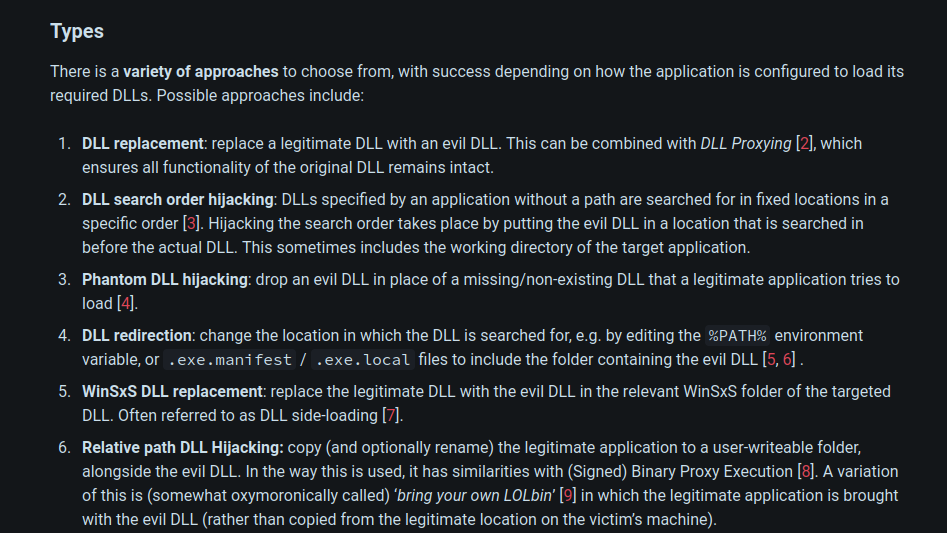 Types
There is a variety of approaches to choose from, with success depending on how the application is configured to load its
required DLLs. Possible approaches include:
1. DLL replacement: replace a legitimate DLL with an evil DLL. This can be combined with DLL Proxying [2], which
ensures all functionality of the original DLL remains intact.
2. DLL search order hijacking: DLLs specified by an application without a path are searched for in fixed locations in a
specific order [3]. Hijacking the search order takes place by putting the evil DLL in a location that is searched in
before the actual DLL. This sometimes includes the working directory of the target application.
3. Phantom DLL hijacking: drop an evil DLL in place of a missing/non-existing DLL that a legitimate application tries to
load [4].
4. DLL redirection: change the location in which the DLL is searched for, e.g. by editing the %PATH% environment
variable, or .exe.manifest / .exe.local files to include the folder containing the evil DLL [5, 6] .
5. WinSxS DLL replacement: replace the legitimate DLL with the evil DLL in the relevant WinSxS folder of the targeted
DLL. Often referred to as DLL side-loading [7].
6. Relative path DLL Hijacking: copy (and optionally rename) the legitimate application to a user-writeable folder,
alongside the evil DLL. In the way this is used, it has similarities with (Signed) Binary Proxy Execution [8]. A variation
of this is (somewhat oxymoronically called) ‘bring your own LOLbin’ [9] in which the legitimate application is brought
with the evil DLL (rather than copied from the legitimate location on the victim’s machine).